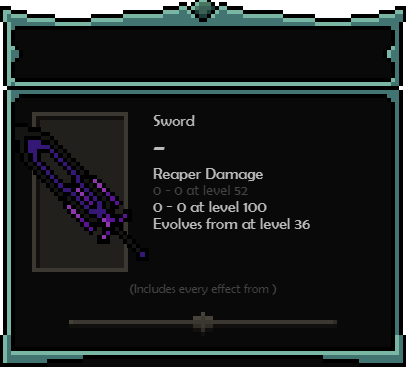 Sword
–
Reaper Damage
0 - 0 at level 52
0 - 0 at level 100
Evolves from at level 36
(Includes every effect from )